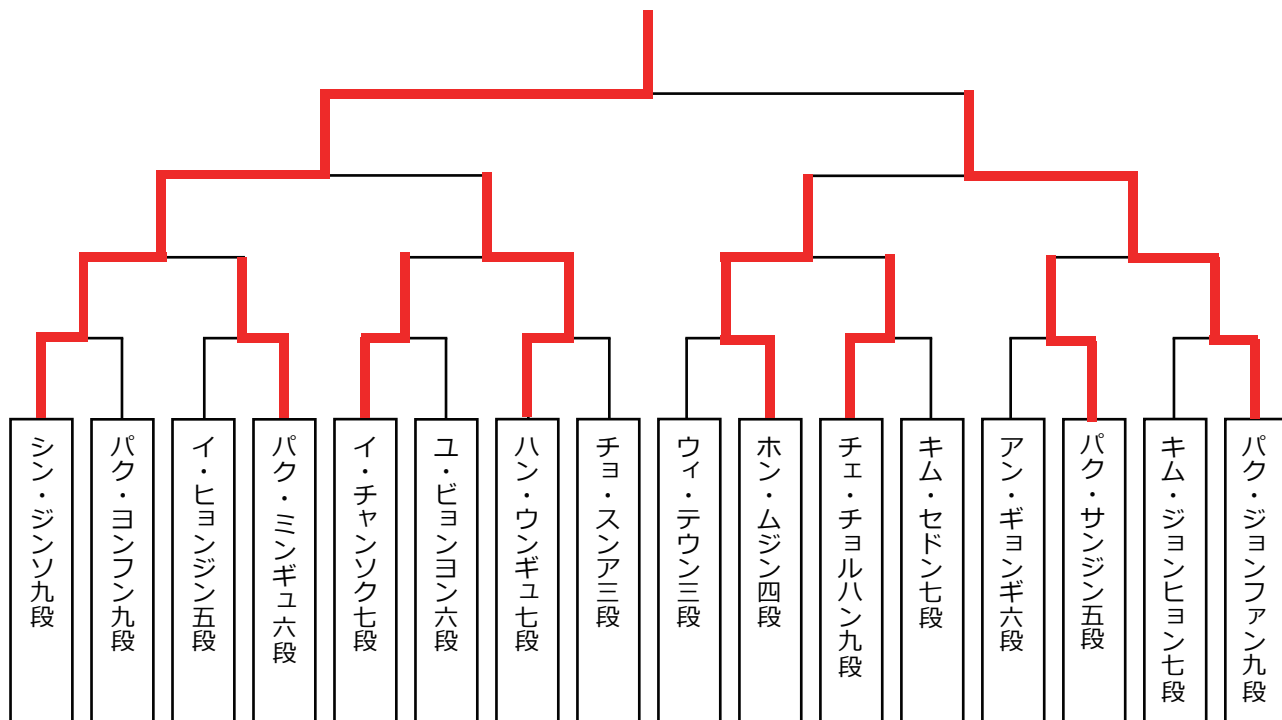 シン・ジンソ九段
パク・ヨンフン九段
イ・ヒョンジン五段
パク・ミンギュ六段
イ・チャンソク七段
ユ・ビョンヨン六段
ハン・ウンギュ七段
チョ・スンア三段
ウィ・テウン三段
ホン・ムジン四段
チェ・チョルハン九段
キム・セドン七段
アン・ギョンギ六段
パク・サンジン五段
キム・ジョンヒョン七段
パク・ジョンファン九段